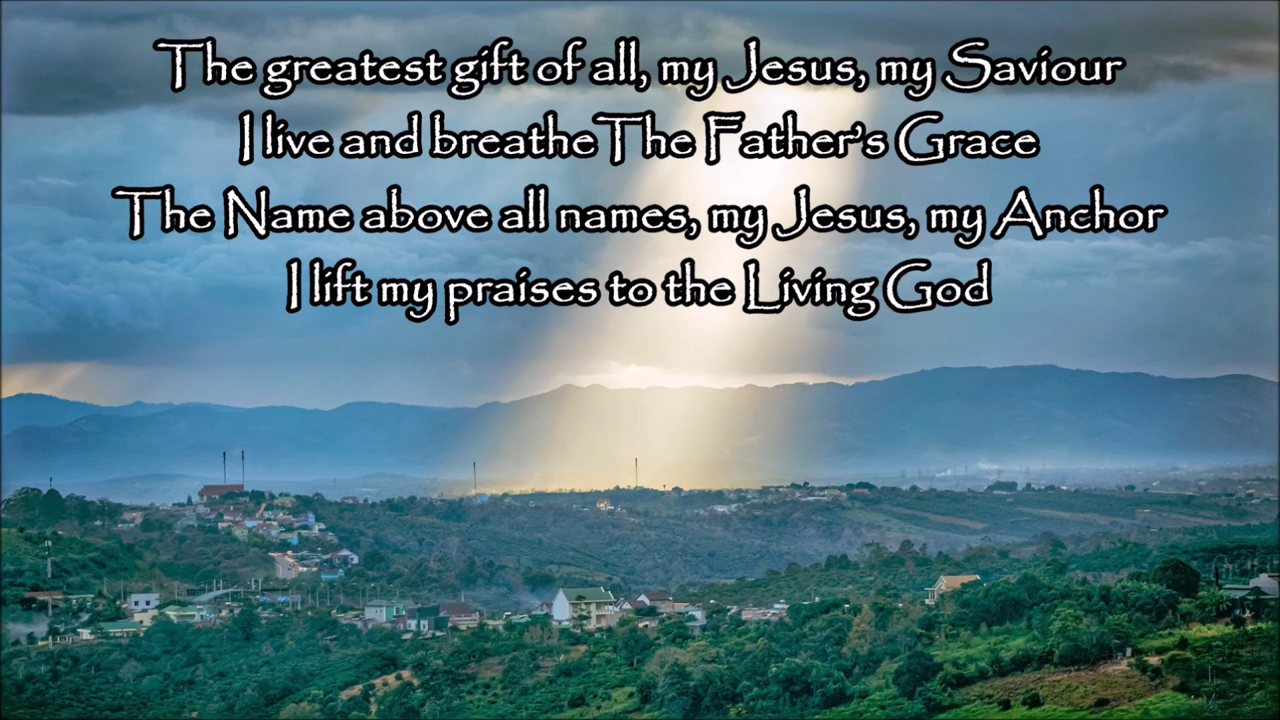 The greatest gift of all, my Jesus, my Saviour
I live and breatheThe Father's Grace
The Name above all names, my Jesus, my Anchor
I lift my praises to the Living God